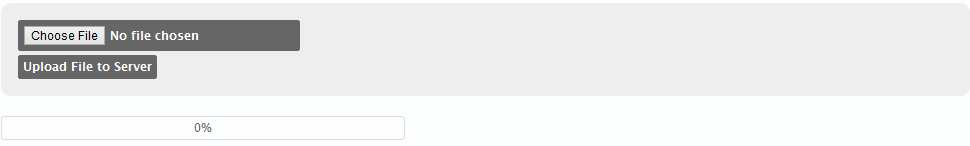 Choose File No file chosen
Upload File to Server
0%